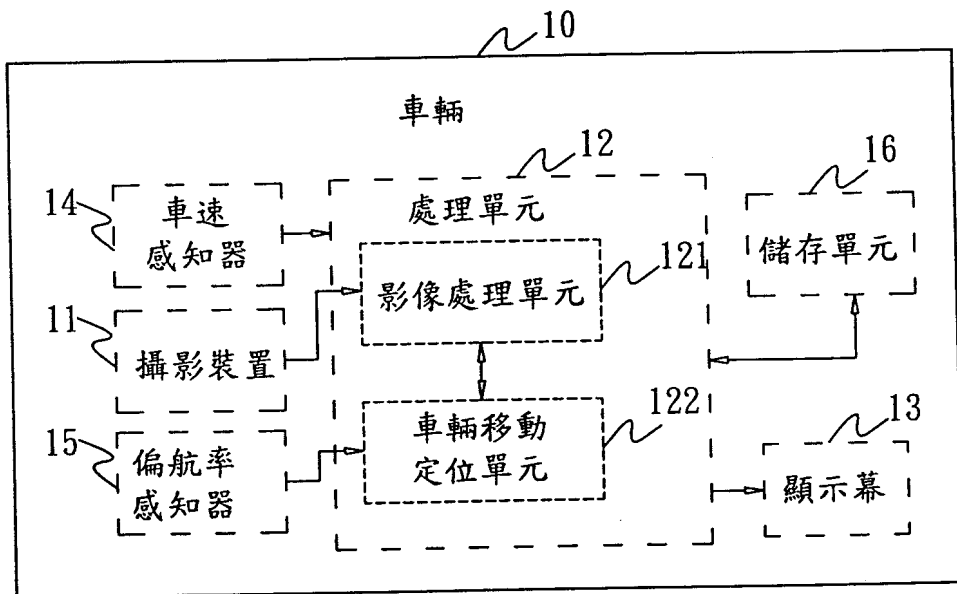 10
車輛
14
車速
感知器
11
攝影裝置
15
偏航率
感知器
12
處理單元
121
影像處理單元
122
車輛移動
定位單元
16
儲存單元
13
顯示幕